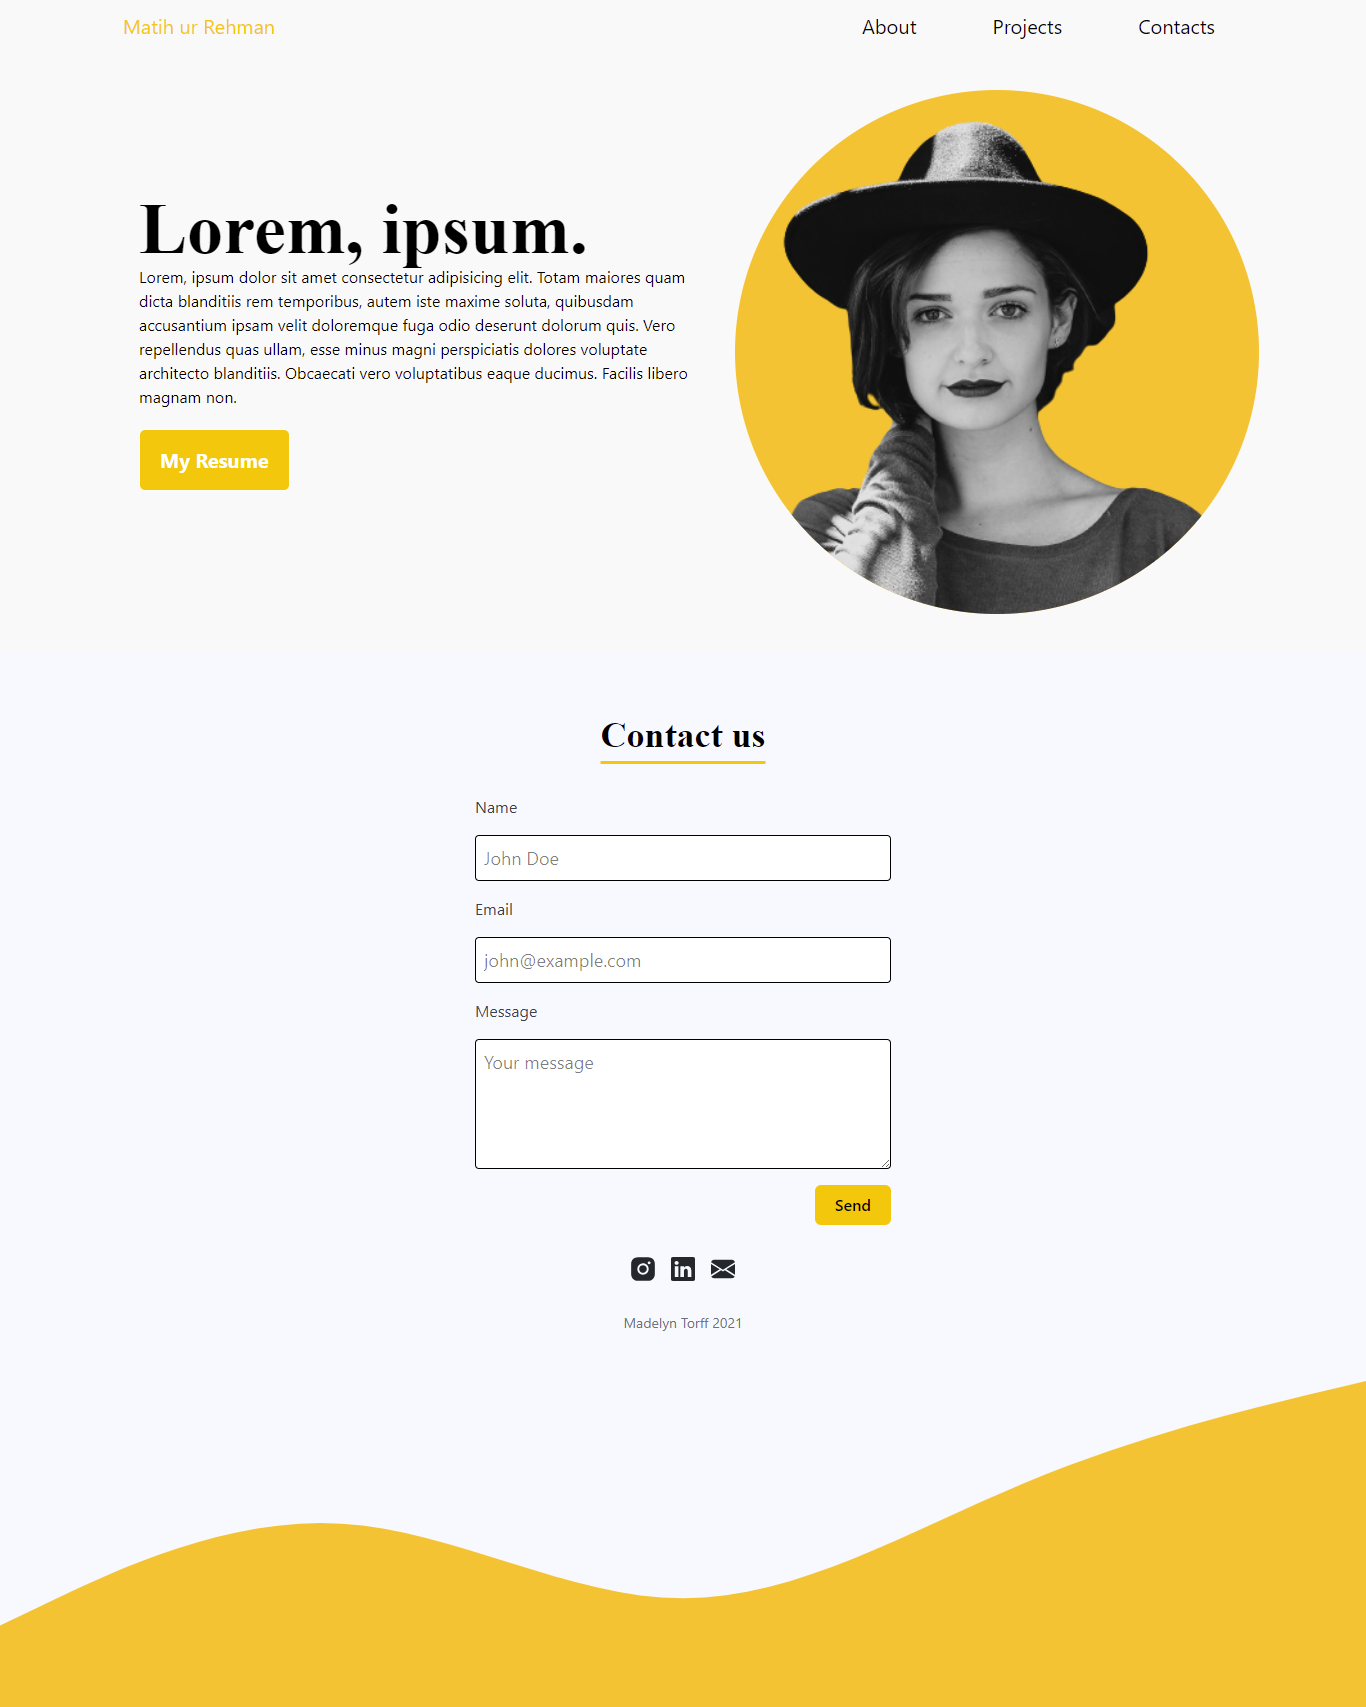 Matih ur Rehman
About
Projects
Contacts
Lorem, ipsum.
Lorem, ipsum dolor sit amet consectetur adipisicing elit. Totam maiores quam
dicta blanditiis rem temporibus, autem iste maxime soluta, quibusdam
accusantium ipsam velit doloremque fuga odio deserunt dolorum quis. Vero
repellendus quas ullam, esse minus magni perspiciatis dolores voluptate
architecto blanditiis. Obcaecati vero voluptatibus eaque ducimus. Facilis libero
magnam non.
My Resume
Contact us
Name
John Doe
Email
john@example.com
Message
Your message
Send
in
Madelyn Torff 2021